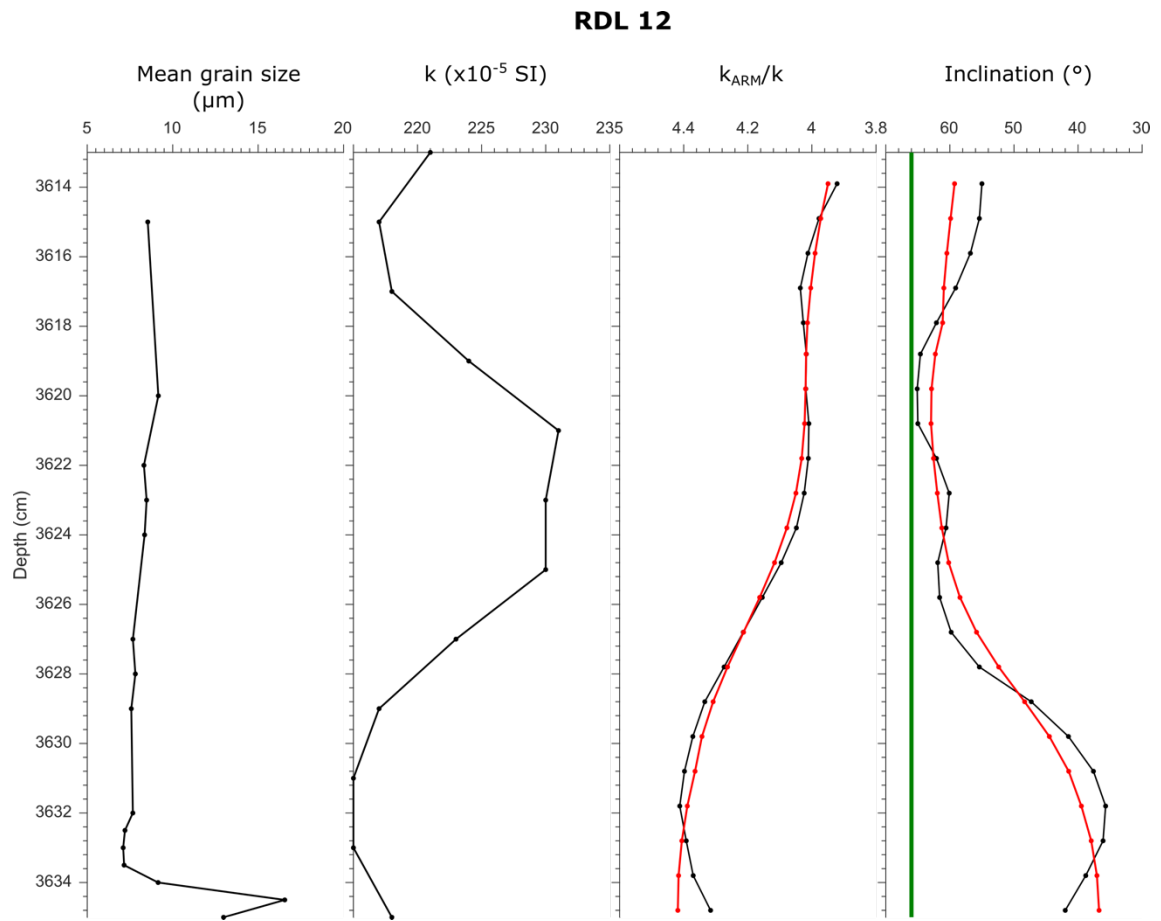 RDL 12
Mean grain size
(µm)
5 10 15 20
k (x10⁻⁵ SI)
220 225 230 235
kARM/k
4.4 4.2 4 3.8
Inclination (°)
60 50 40 30
Depth (cm)
3614
3616
3618
3620
3622
3624
3626
3628
3630
3632
3634